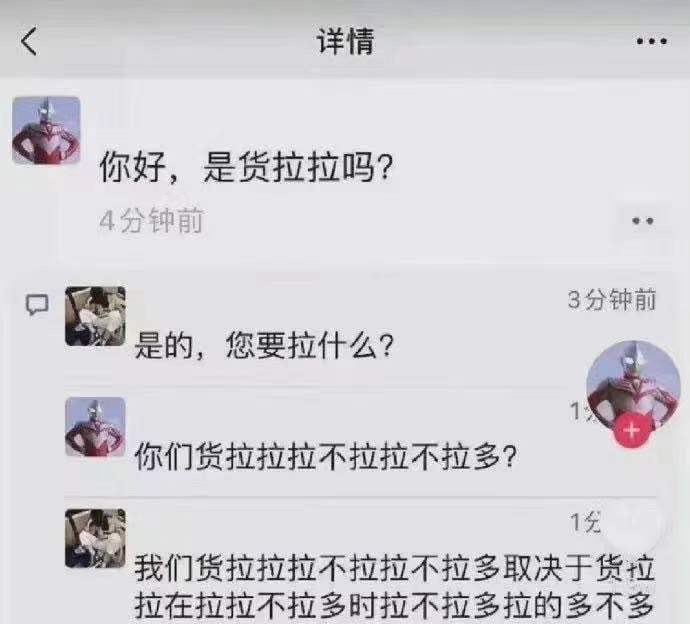 详情
你好，是货拉拉吗？
4分钟前
3分钟前
是的，您要拉什么？
1分
你们货拉拉拉不拉拉不拉多？
1分
我们货拉拉拉不拉拉不拉多取决于货拉
拉在拉拉不拉多时拉不拉多拉的多不多